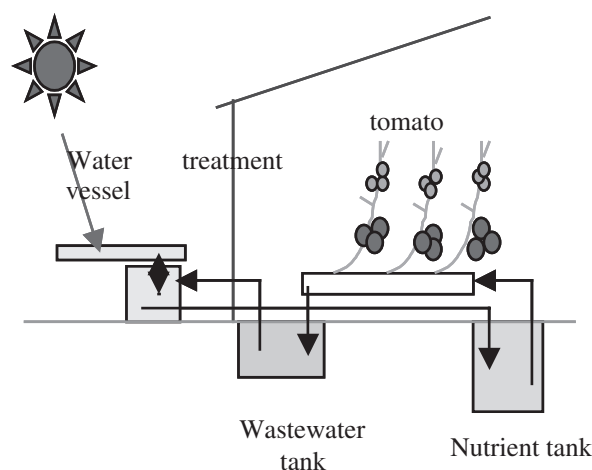 tomato
Water treatment
vessel
Wastewater
tank
Nutrient tank